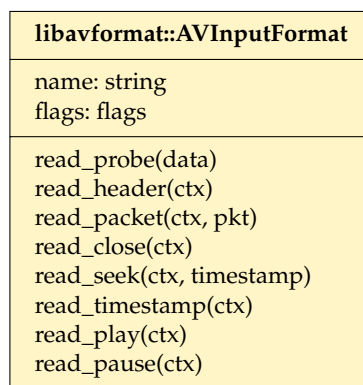 libavformat::AVInputFormat
name: string
flags: flags
read_probe(data)
read_header(ctx)
read_packet(ctx, pkt)
read_close(ctx)
read_seek(ctx, timestamp)
read_timestamp(ctx)
read_play(ctx)
read_pause(ctx)